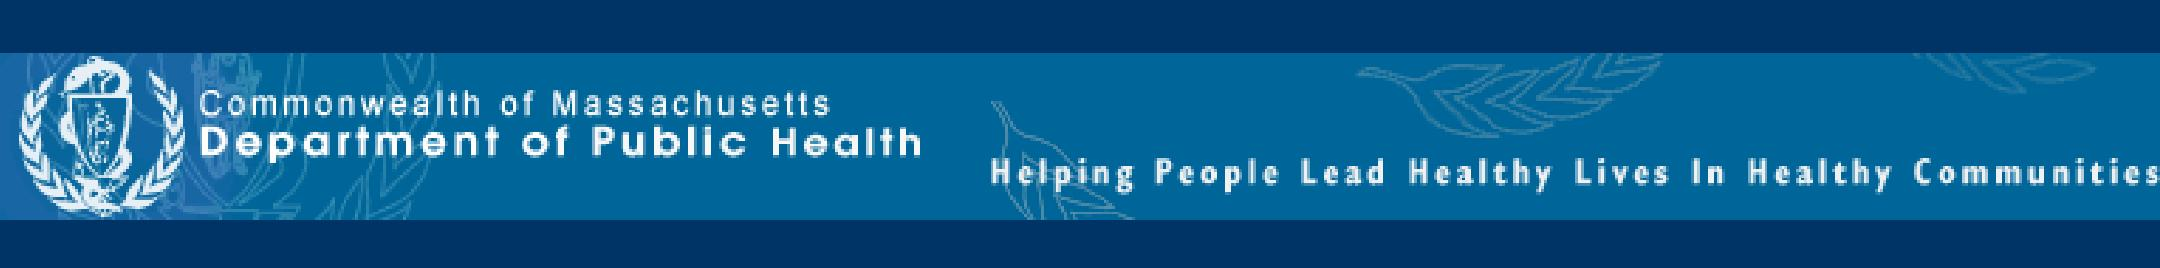 Commonwealth of Massachusetts
Department of Public Health
Helping People Lead Healthy Lives In Healthy Communities